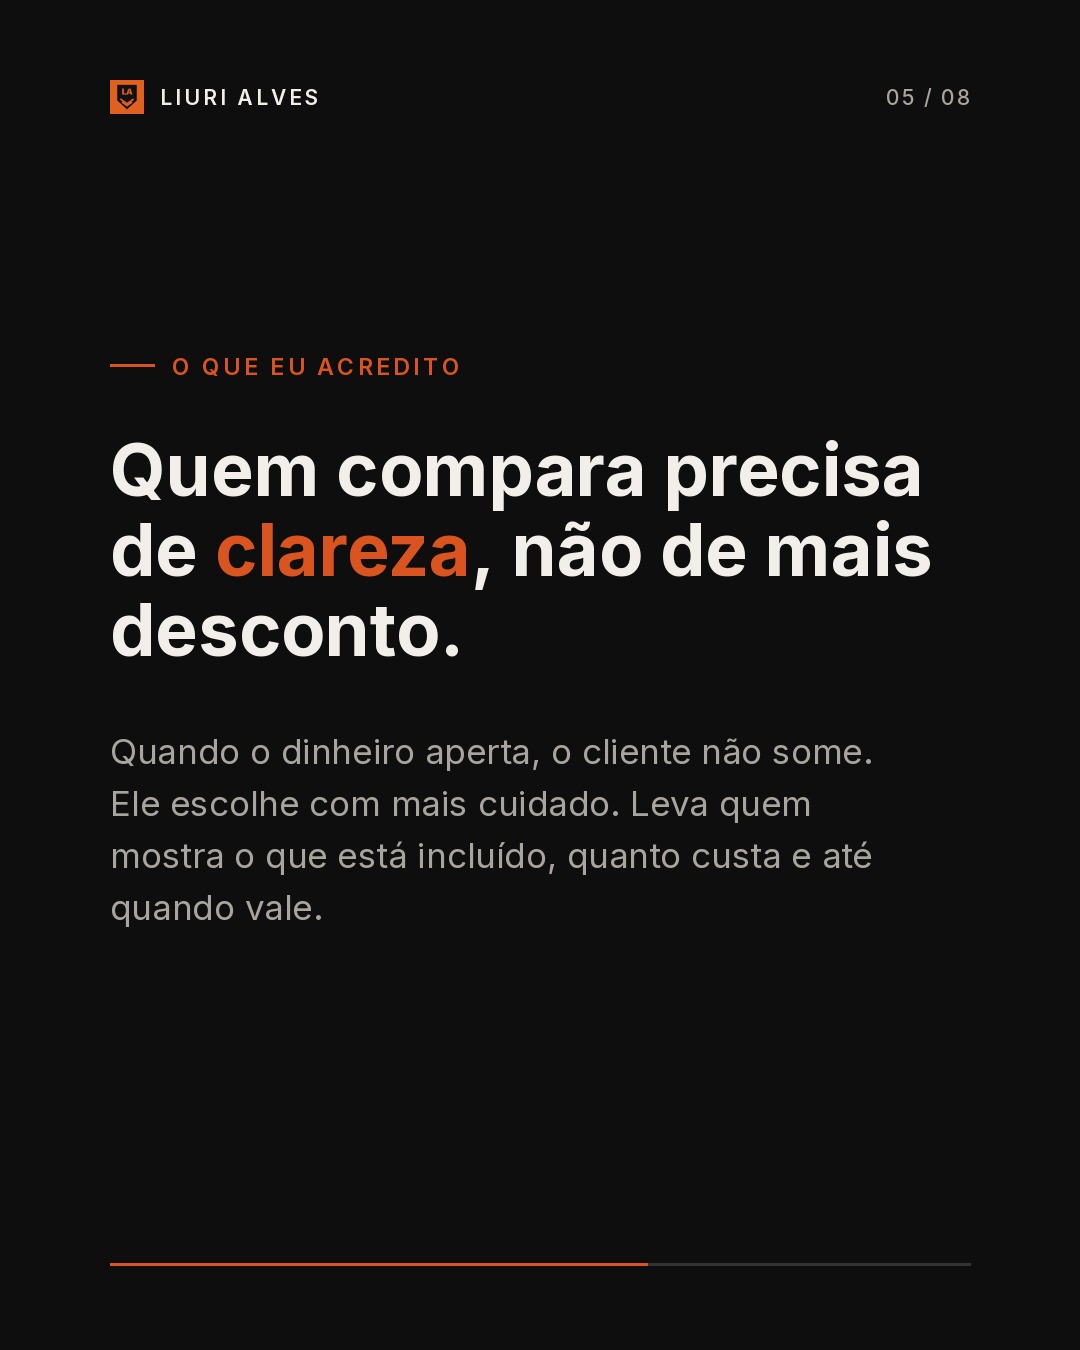 LA
LIURI ALVES
05 / 08
O QUE EU ACREDITO
Quem compara precisa
de clareza, não de mais
desconto.
Quando o dinheiro aperta, o cliente não some.
Ele escolhe com mais cuidado. Leva quem
mostra o que está incluído, quanto custa e até
quando vale.